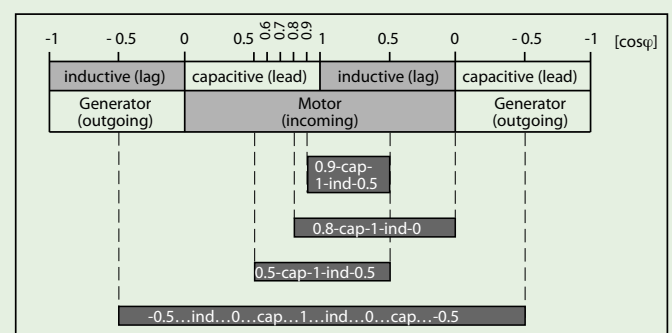 0.6 0.7 0.8 0.9
-1 - 0.5 0 0.5 1 0.5 0 - 0.5 -1 [cosφ]
inductive (lag) capacitive (lead) inductive (lag) capacitive (lead)
Generator Motor Generator
(outgoing) (incoming) (outgoing)
0.9-cap-
1-ind-0.5
0.8-cap-1-ind-0
0.5-cap-1-ind-0.5
-0.5…ind…0…cap…1…ind…0…cap…-0.5